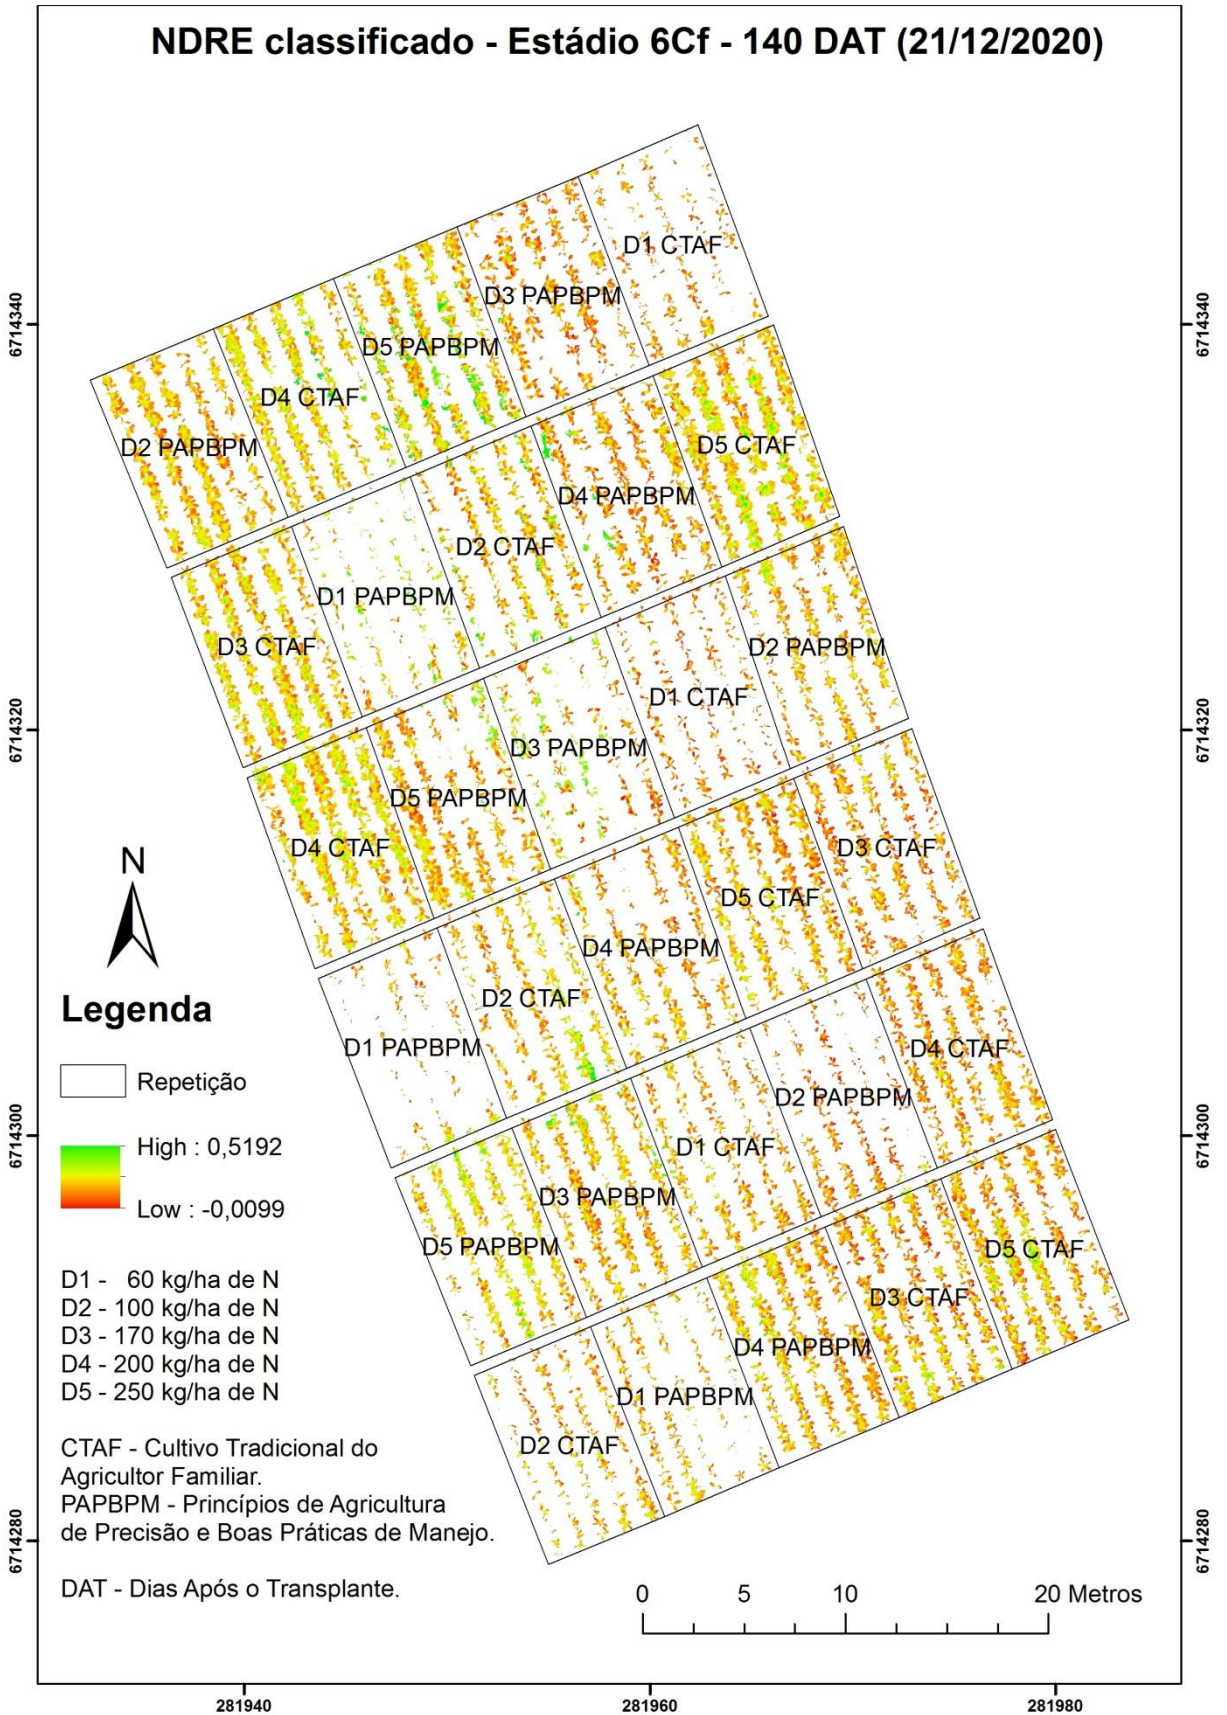 NDRE classificado - Estádio 6Cf - 140 DAT (21/12/2020)
D1 CTAF
D3 PAPBPM
D5 PAPBPM
D4 CTAF
D2 PAPBPM
D5 CTAF
D4 PAPBPM
D2 CTAF
D1 PAPBPM
D3 CTAF
D2 PAPBPM
D1 CTAF
D3 PAPBPM
D5 PAPBPM
D4 CTAF
D3 CTAF
D5 CTAF
D4 PAPBPM
D2 CTAF
D1 PAPBPM
D4 CTAF
D2 PAPBPM
D1 CTAF
D3 PAPBPM
D5 PAPBPM
D5 CTAF
D3 CTAF
D4 PAPBPM
D1 PAPBPM
D2 CTAF
6714340
6714320
6714300
6714280
6714340
6714320
6714300
6714280
N
Legenda
Repetição
High : 0,5192
Low : -0,0099
D1 - 60 kg/ha de N
D2 - 100 kg/ha de N
D3 - 170 kg/ha de N
D4 - 200 kg/ha de N
D5 - 250 kg/ha de N
CTAF - Cultivo Tradicional do
Agricultor Familiar.
PAPBPM - Princípios de Agricultura
de Precisão e Boas Práticas de Manejo.
DAT - Dias Após o Transplante.
0 5 10 20 Metros
281940 281960 281980